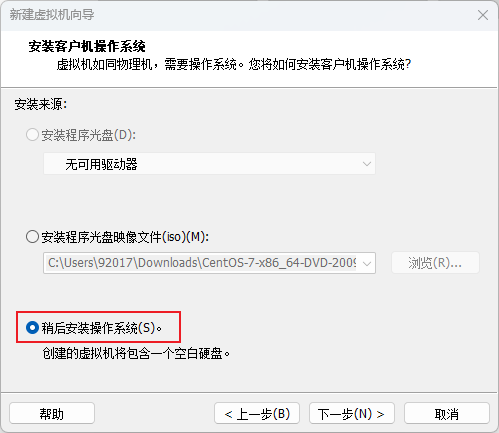 新建虚拟机向导
安装客户机操作系统
虚拟机如同物理机，需要操作系统。您将如何安装客户机操作系统?
安装来源:
安装程序光盘(D):
无可用驱动器
安装程序光盘映像文件(iso)(M):
C:\Users\92017\Downloads\CentOS-7-x86_64-DVD-2009
浏览(R)...
稍后安装操作系统(S)。
创建的虚拟机将包含一个空白硬盘。
帮助
< 上一步(B)
下一步(N) >
取消